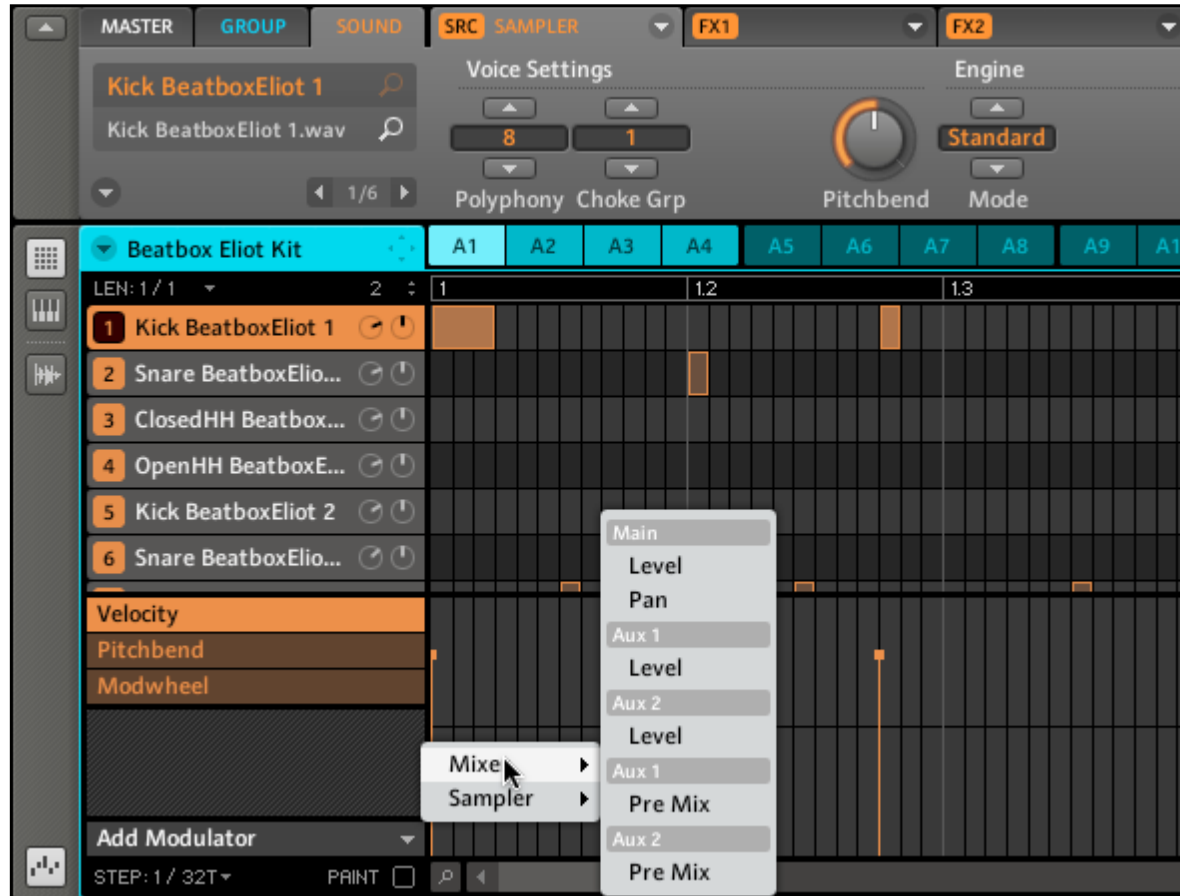 MASTER GROUP SOUND SRC SAMPLER FX1 FX2
Voice Settings Engine
Kick BeatboxEliot 1
Kick BeatboxEliot 1.wav
8 1 Standard
1/6 Polyphony Choke Grp Pitchbend Mode
Beatbox Eliot Kit A1 A2 A3 A4 A5 A6 A7 A8 A9 A1
LEN: 1 / 1 2 1 1.2 1.3
1 Kick BeatboxEliot 1
2 Snare BeatboxElio...
3 ClosedHH Beatbox...
4 OpenHH BeatboxE...
5 Kick BeatboxEliot 2
6 Snare BeatboxElio...
Velocity
Pitchbend
Modwheel
Main
Level
Pan
Aux 1
Level
Aux 2
Level
Aux 1
Pre Mix
Aux 2
Pre Mix
Mixe
Sampler
Add Modulator
STEP: 1 / 32T PAINT